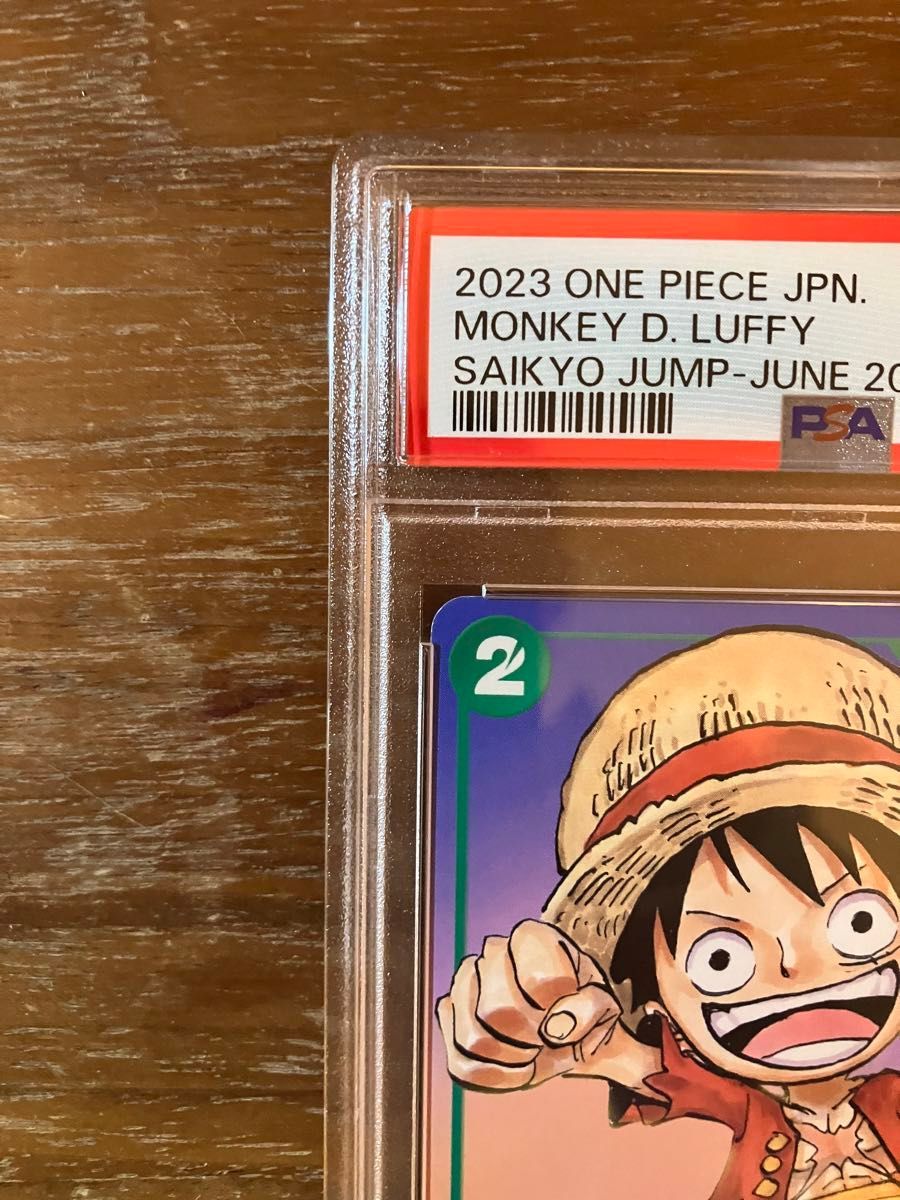 2023 ONE PIECE JPN.
MONKEY D. LUFFY
SAIKYO JUMP-JUNE 20
PSA
2